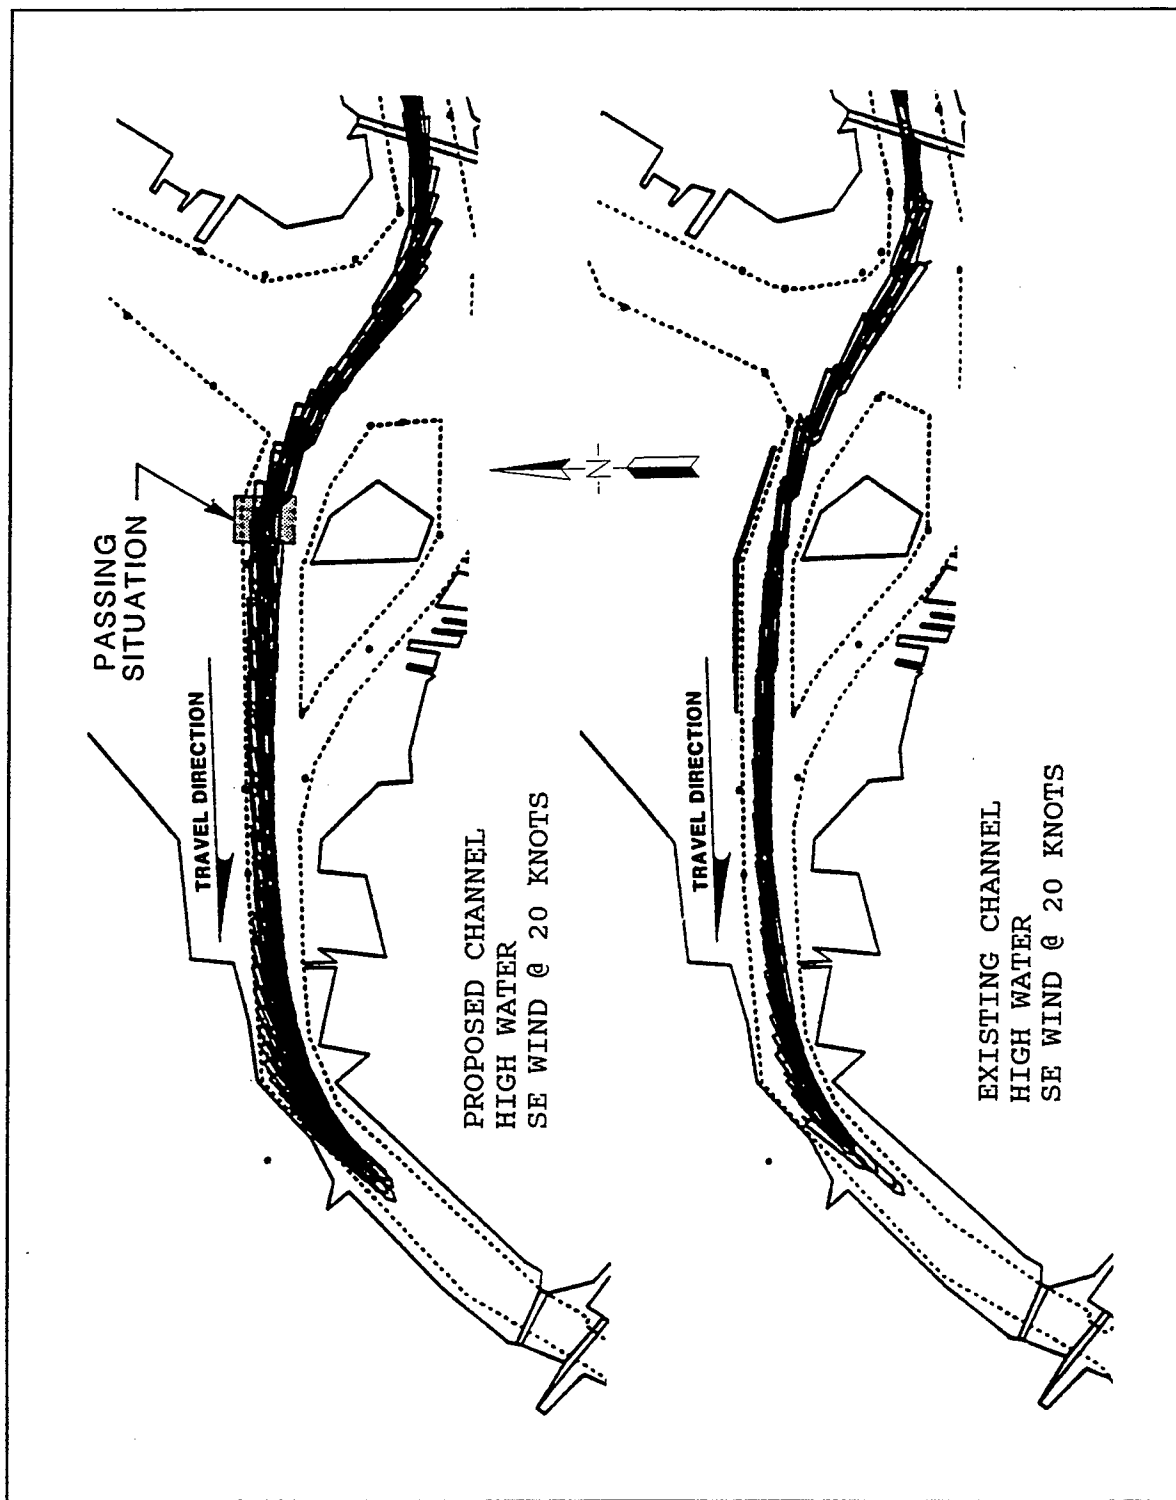 PASSING
SITUATION
TRAVEL DIRECTION
PROPOSED CHANNEL
HIGH WATER
SE WIND @ 20 KNOTS
N
TRAVEL DIRECTION
EXISTING CHANNEL
HIGH WATER
SE WIND @ 20 KNOTS